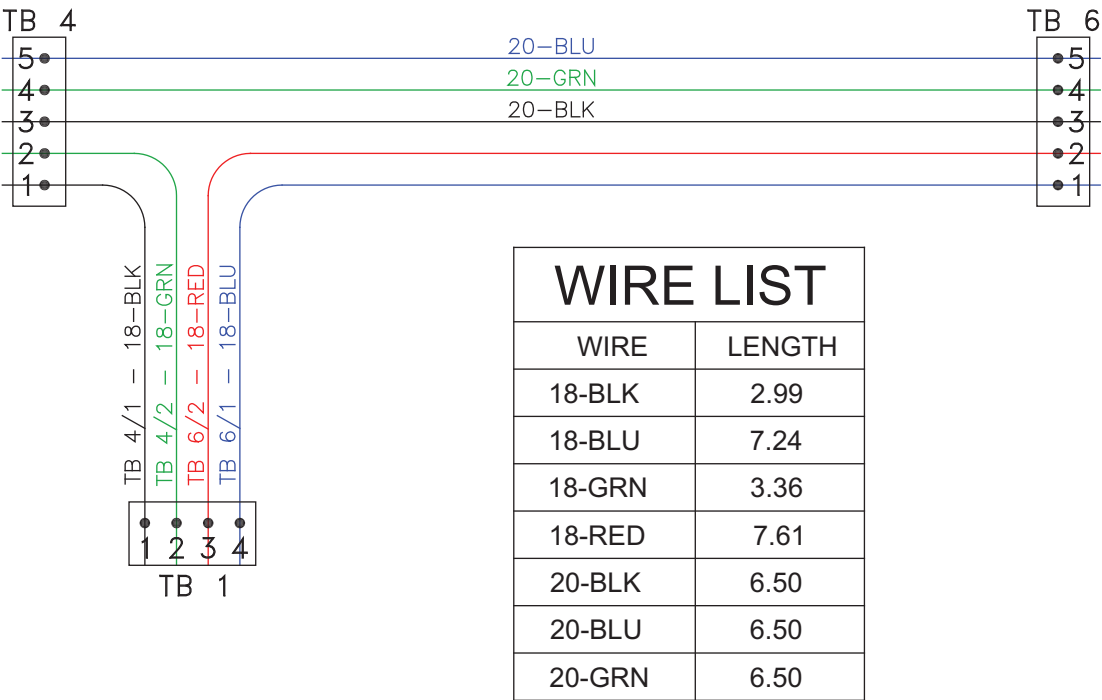 TB 4
TB 6
5
4
3
2
1
20-BLU
20-GRN
20-BLK
5
4
3
2
1
TB 4/1 - 18-BLK
TB 4/2 - 18-GRN
TB 6/2 - 18-RED
TB 6/1 - 18-BLU
1 2 3 4
TB 1
WIRE LIST
WIRE LENGTH
18-BLK 2.99
18-BLU 7.24
18-GRN 3.36
18-RED 7.61
20-BLK 6.50
20-BLU 6.50
20-GRN 6.50